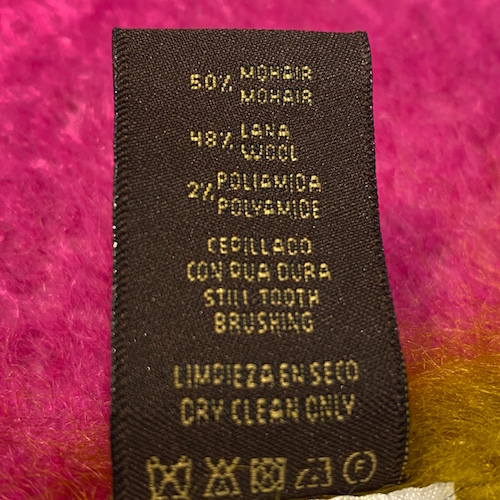 50% MOHAIR
MOHAIR
48% LANA
WOOL
2% POLIAMIDA
POLYAMIDE
CEPILLADO
CON PUA DURA
STILL TOOTH
BRUSHING
LIMPIEZA EN SECO
DRY CLEAN ONLY
F